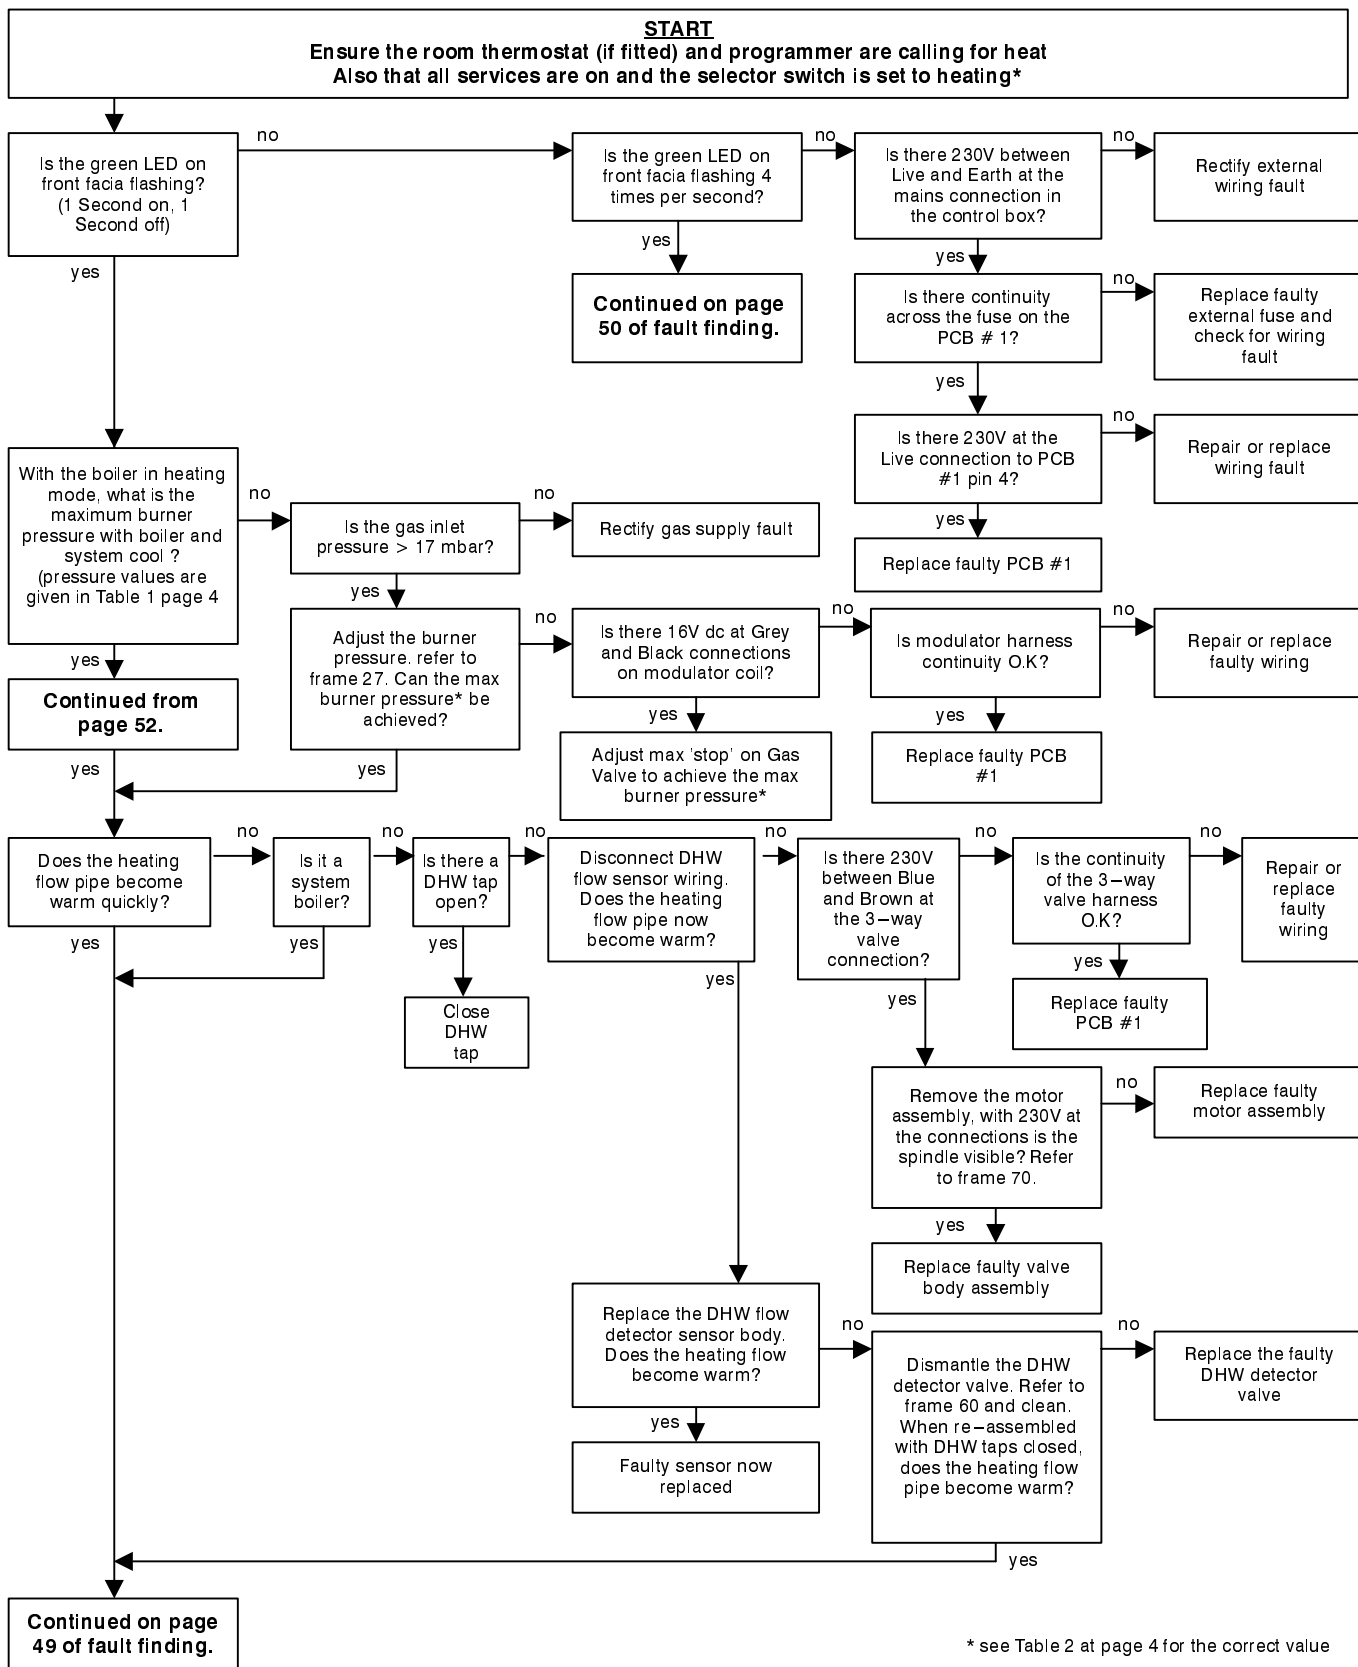 START
Ensure the room thermostat (if fitted) and programmer are calling for heat
Also that all services are on and the selector switch is set to heating*
Is the green LED on
front facia flashing?
(1 Second on, 1
Second off)
no
yes
Is the green LED on
front facia flashing 4
times per second?
no
yes
Continued on page
50 of fault finding.
Is there 230V between
Live and Earth at the
mains connection in
the control box?
no
yes
Rectify external
wiring fault
Is there continuity
across the fuse on the
PCB # 1?
no
yes
Replace faulty
external fuse and
check for wiring
fault
Is there 230V at the
Live connection to PCB
#1 pin 4?
no
yes
Repair or replace
wiring fault
Replace faulty PCB #1
With the boiler in heating
mode, what is the
maximum burner
pressure with boiler and
system cool ?
(pressure values are
given in Table 1 page 4
no
yes
Is the gas inlet
pressure > 17 mbar?
no
yes
Rectify gas supply fault
Adjust the burner
pressure. refer to
frame 27. Can the max
burner pressure* be
achieved?
no
yes
Is there 16V dc at Grey
and Black connections
on modulator coil?
no
yes
Is modulator harness
continuity O.K?
no
yes
Repair or replace
faulty wiring
Adjust max 'stop' on Gas
Valve to achieve the max
burner pressure*
Replace faulty PCB
#1
Continued from
page 52.
yes
Does the heating
flow pipe become
warm quickly?
no
yes
Is it a
system
boiler?
no
yes
Is there a
DHW tap
open?
no
yes
Close
DHW
tap
Disconnect DHW
flow sensor wiring.
Does the heating
flow pipe now
become warm?
no
yes
Is there 230V
between Blue
and Brown at
the 3-way
valve
connection?
no
yes
Is the continuity
of the 3-way
valve harness
O.K?
no
yes
Repair or
replace
faulty
wiring
Replace faulty
PCB #1
Remove the motor
assembly, with 230V at
the connections is the
spindle visible? Refer
to frame 70.
no
yes
Replace faulty
motor assembly
Replace faulty valve
body assembly
Replace the DHW flow
detector sensor body.
Does the heating flow
become warm?
no
yes
Faulty sensor now
replaced
Dismantle the DHW
detector valve. Refer to
frame 60 and clean.
When re-assembled
with DHW taps closed,
does the heating flow
pipe become warm?
no
yes
Replace the faulty
DHW detector
valve
Continued on page
49 of fault finding.
* see Table 2 at page 4 for the correct value